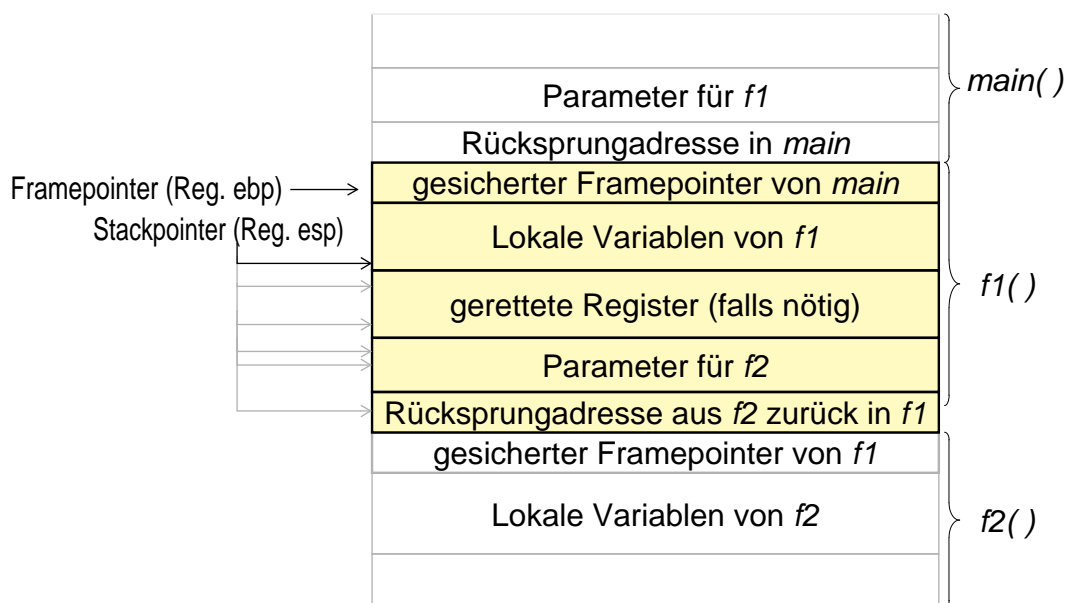 Parameter für f1
main( )
Rücksprungadresse in main
Framepointer (Reg. ebp)
gesicherter Framepointer von main
Stackpointer (Reg. esp)
Lokale Variablen von f1
gerettete Register (falls nötig)
f1( )
Parameter für f2
Rücksprungadresse aus f2 zurück in f1
gesicherter Framepointer von f1
Lokale Variablen von f2
f2( )